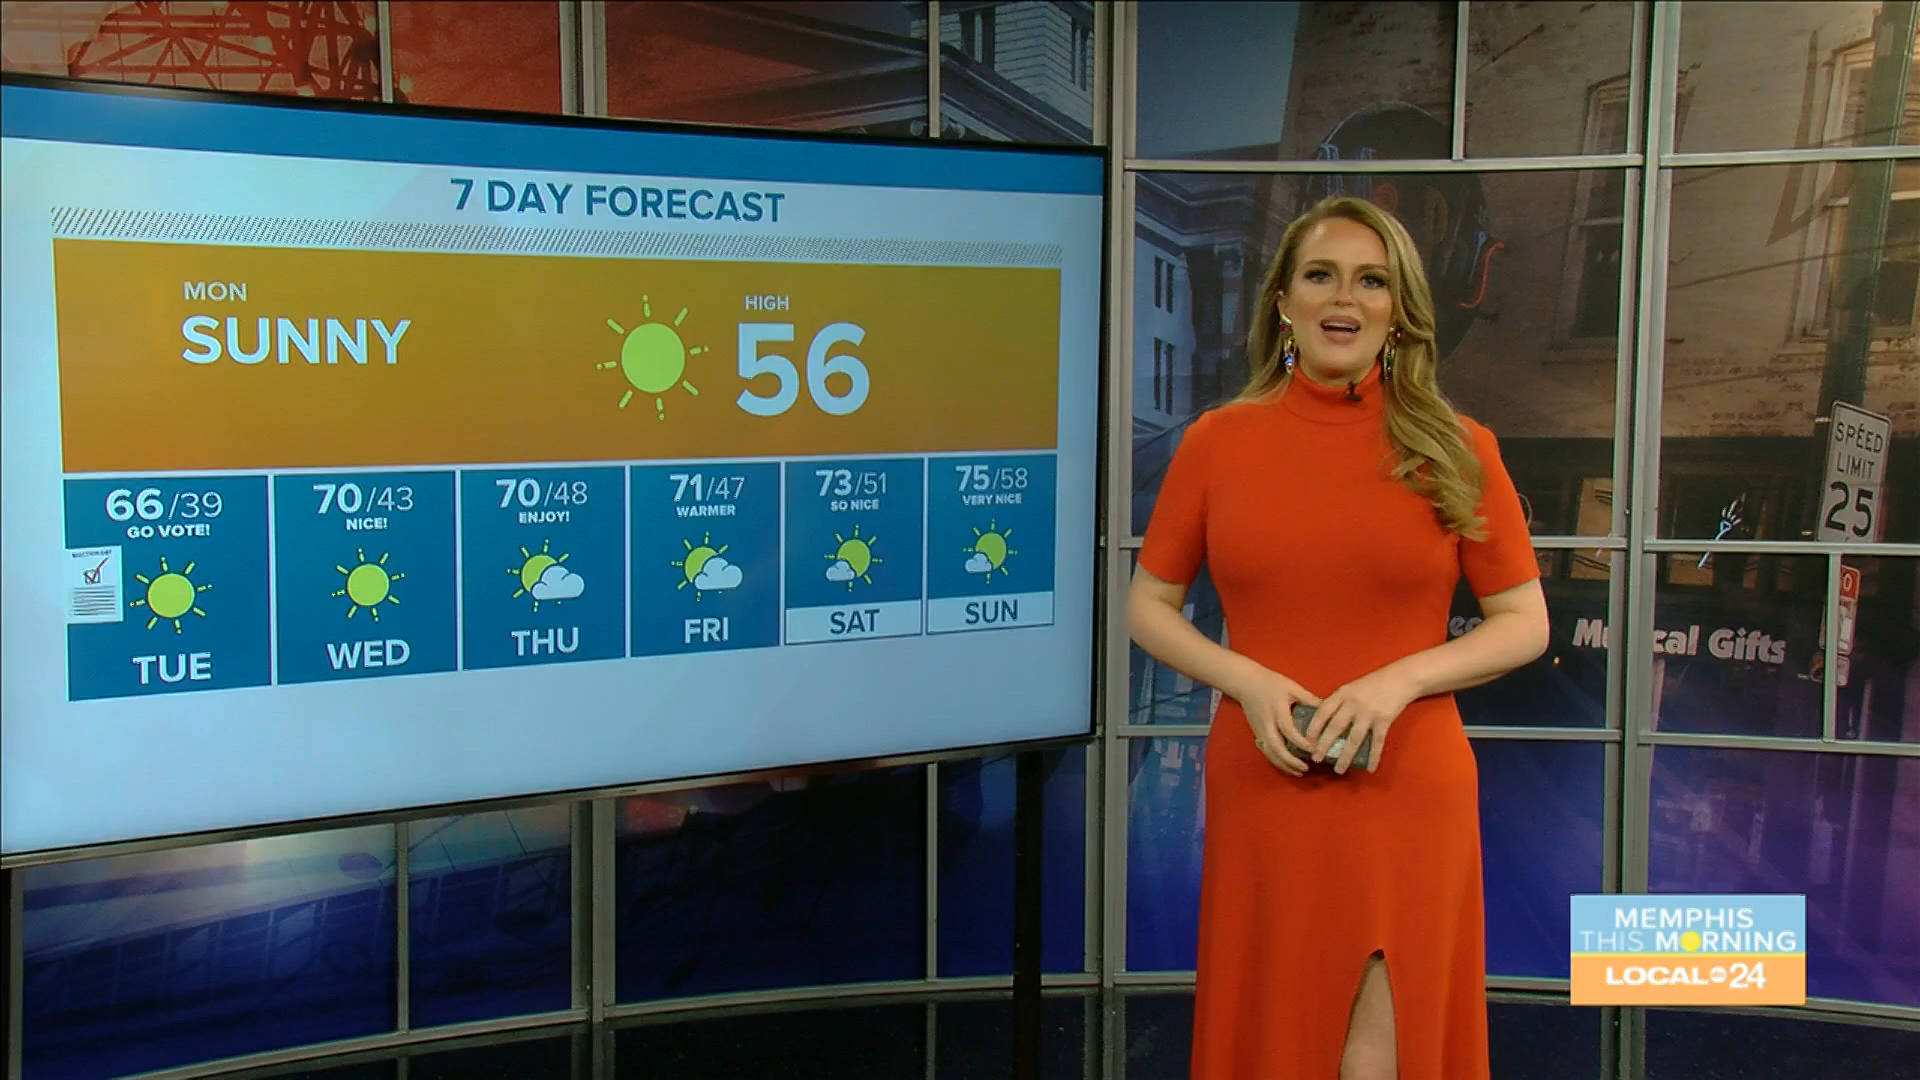 7 DAY FORECAST
MON
SUNNY
HIGH
56
66/39
GO VOTE!
TUE
70/43
NICE!
WED
70/48
ENJOY!
THU
71/47
WARMER
FRI
73/51
SO NICE
SAT
75/58
VERY NICE
SUN
SPEED
LIMIT
25
Gifts
MEMPHIS
THIS MORNING
LOCAL abc 24